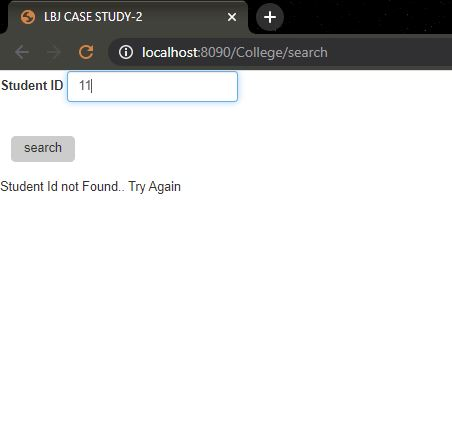 LBJ CASE STUDY-2
localhost:8090/College/search
Student ID 11
search
Student Id not Found.. Try Again